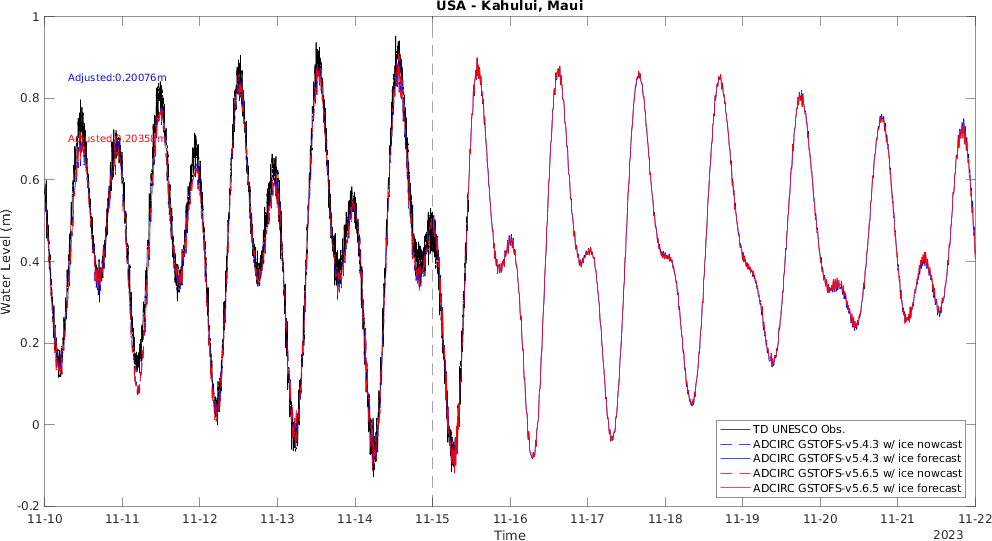 USA - Kahului, Maui
Water Level (m)
1
0.8
0.6
0.4
0.2
0
-0.2
Adjusted:0.20076m
Adjusted:0.20358m
TD UNESCO Obs.
ADCIRC GSTOFS-v5.4.3 w/ ice nowcast
ADCIRC GSTOFS-v5.4.3 w/ ice forecast
ADCIRC GSTOFS-v5.6.5 w/ ice nowcast
ADCIRC GSTOFS-v5.6.5 w/ ice forecast
11-10 11-11 11-12 11-13 11-14 11-15 11-16 11-17 11-18 11-19 11-20 11-21 11-22
Time
2023